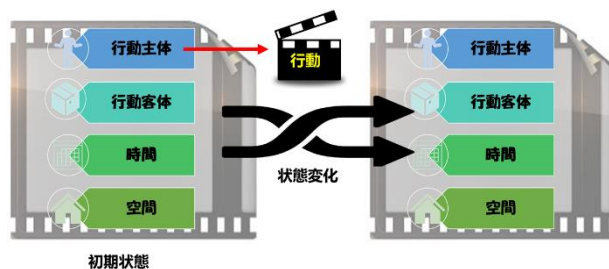 行動主体
行動客体
時間
空間
初期状態
行動
状態変化
行動主体
行動客体
時間
空間